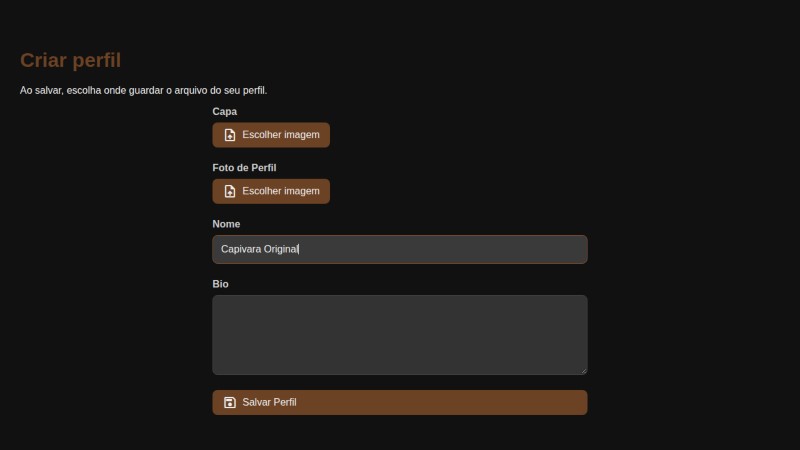 Criar perfil
Ao salvar, escolha onde guardar o arquivo do seu perfil.
Capa
Escolher imagem
Foto de Perfil
Escolher imagem
Nome
Capivara Original
Bio
Salvar Perfil